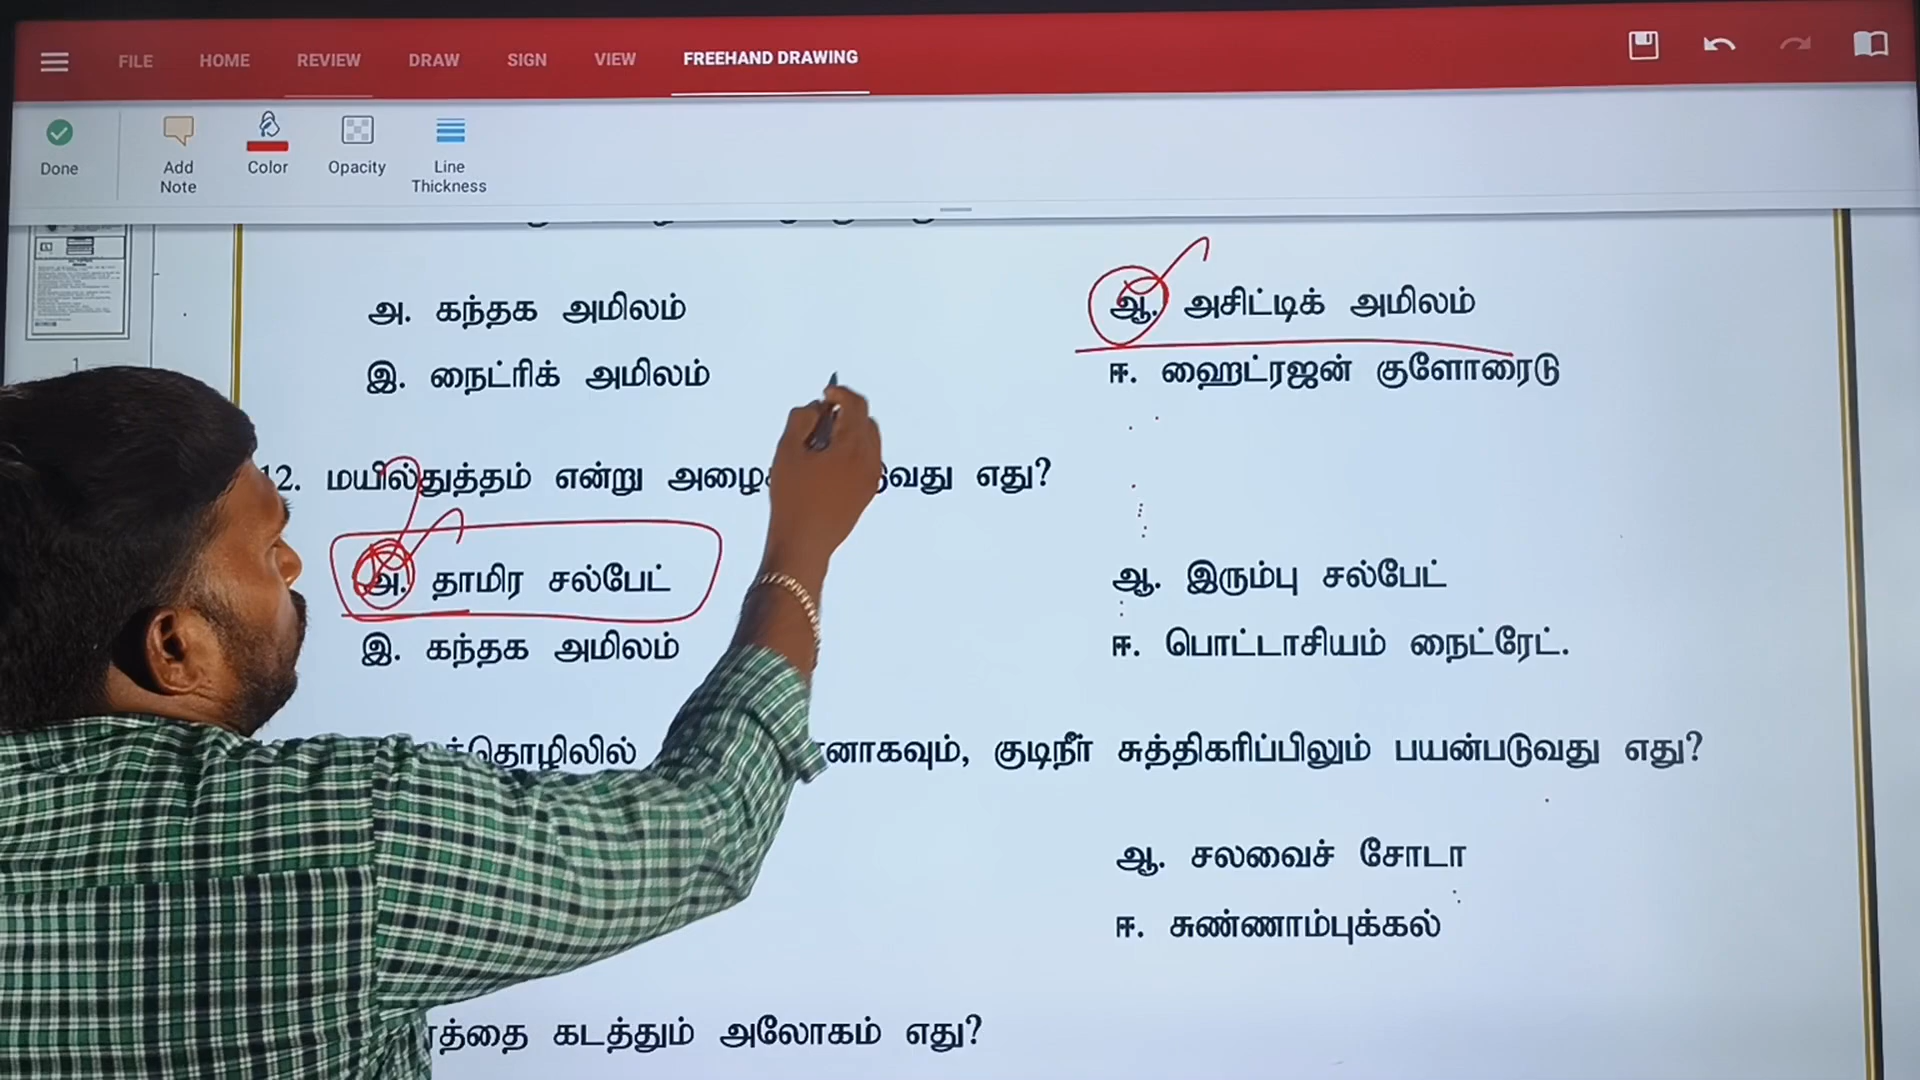 FILE HOME REVIEW DRAW SIGN VIEW FREEHAND DRAWING
Done Add Note Color Opacity Line Thickness
அ. கந்தக அமிலம் ஆ. அசிட்டிக் அமிலம்
இ. நைட்ரிக் அமிலம் ஈ. ஹைட்ரஜன் குளோரைடு
12. மயில்துத்தம் என்று எது?
அ. தாமிர சல்பேட் ஆ. இரும்பு சல்பேட்
இ. கந்தக அமிலம் ஈ. பொட்டாசியம் நைட்ரேட்.
குடிநீர் சுத்திகரிப்பிலும் பயன்படுவது எது?
ஆ. சலவைச் சோடா
ஈ. சுண்ணாம்புக்கல்
கடத்தும் அலோகம் எது?
1